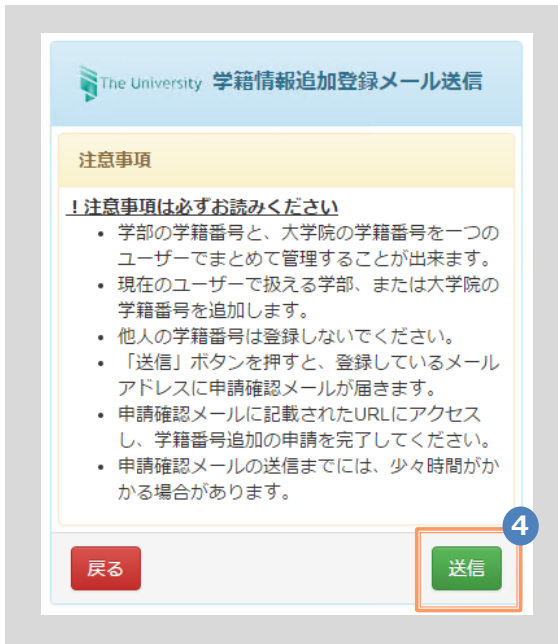 The University 学籍情報追加登録メール送信
注意事項
！注意事項は必ずお読みください
• 学部の学籍番号と、大学院の学籍番号を一つの
ユーザーでまとめて管理することが出来ます。
• 現在のユーザーで扱える学部、または大学院の
学籍番号を追加します。
• 他人の学籍番号は登録しないでください。
• 「送信」ボタンを押すと、登録しているメール
アドレスに申請確認メールが届きます。
• 申請確認メールに記載されたURLにアクセス
し、学籍番号追加の申請を完了してください。
• 申請確認メールの送信までには、少々時間がか
かる場合があります。
4
戻る 送信